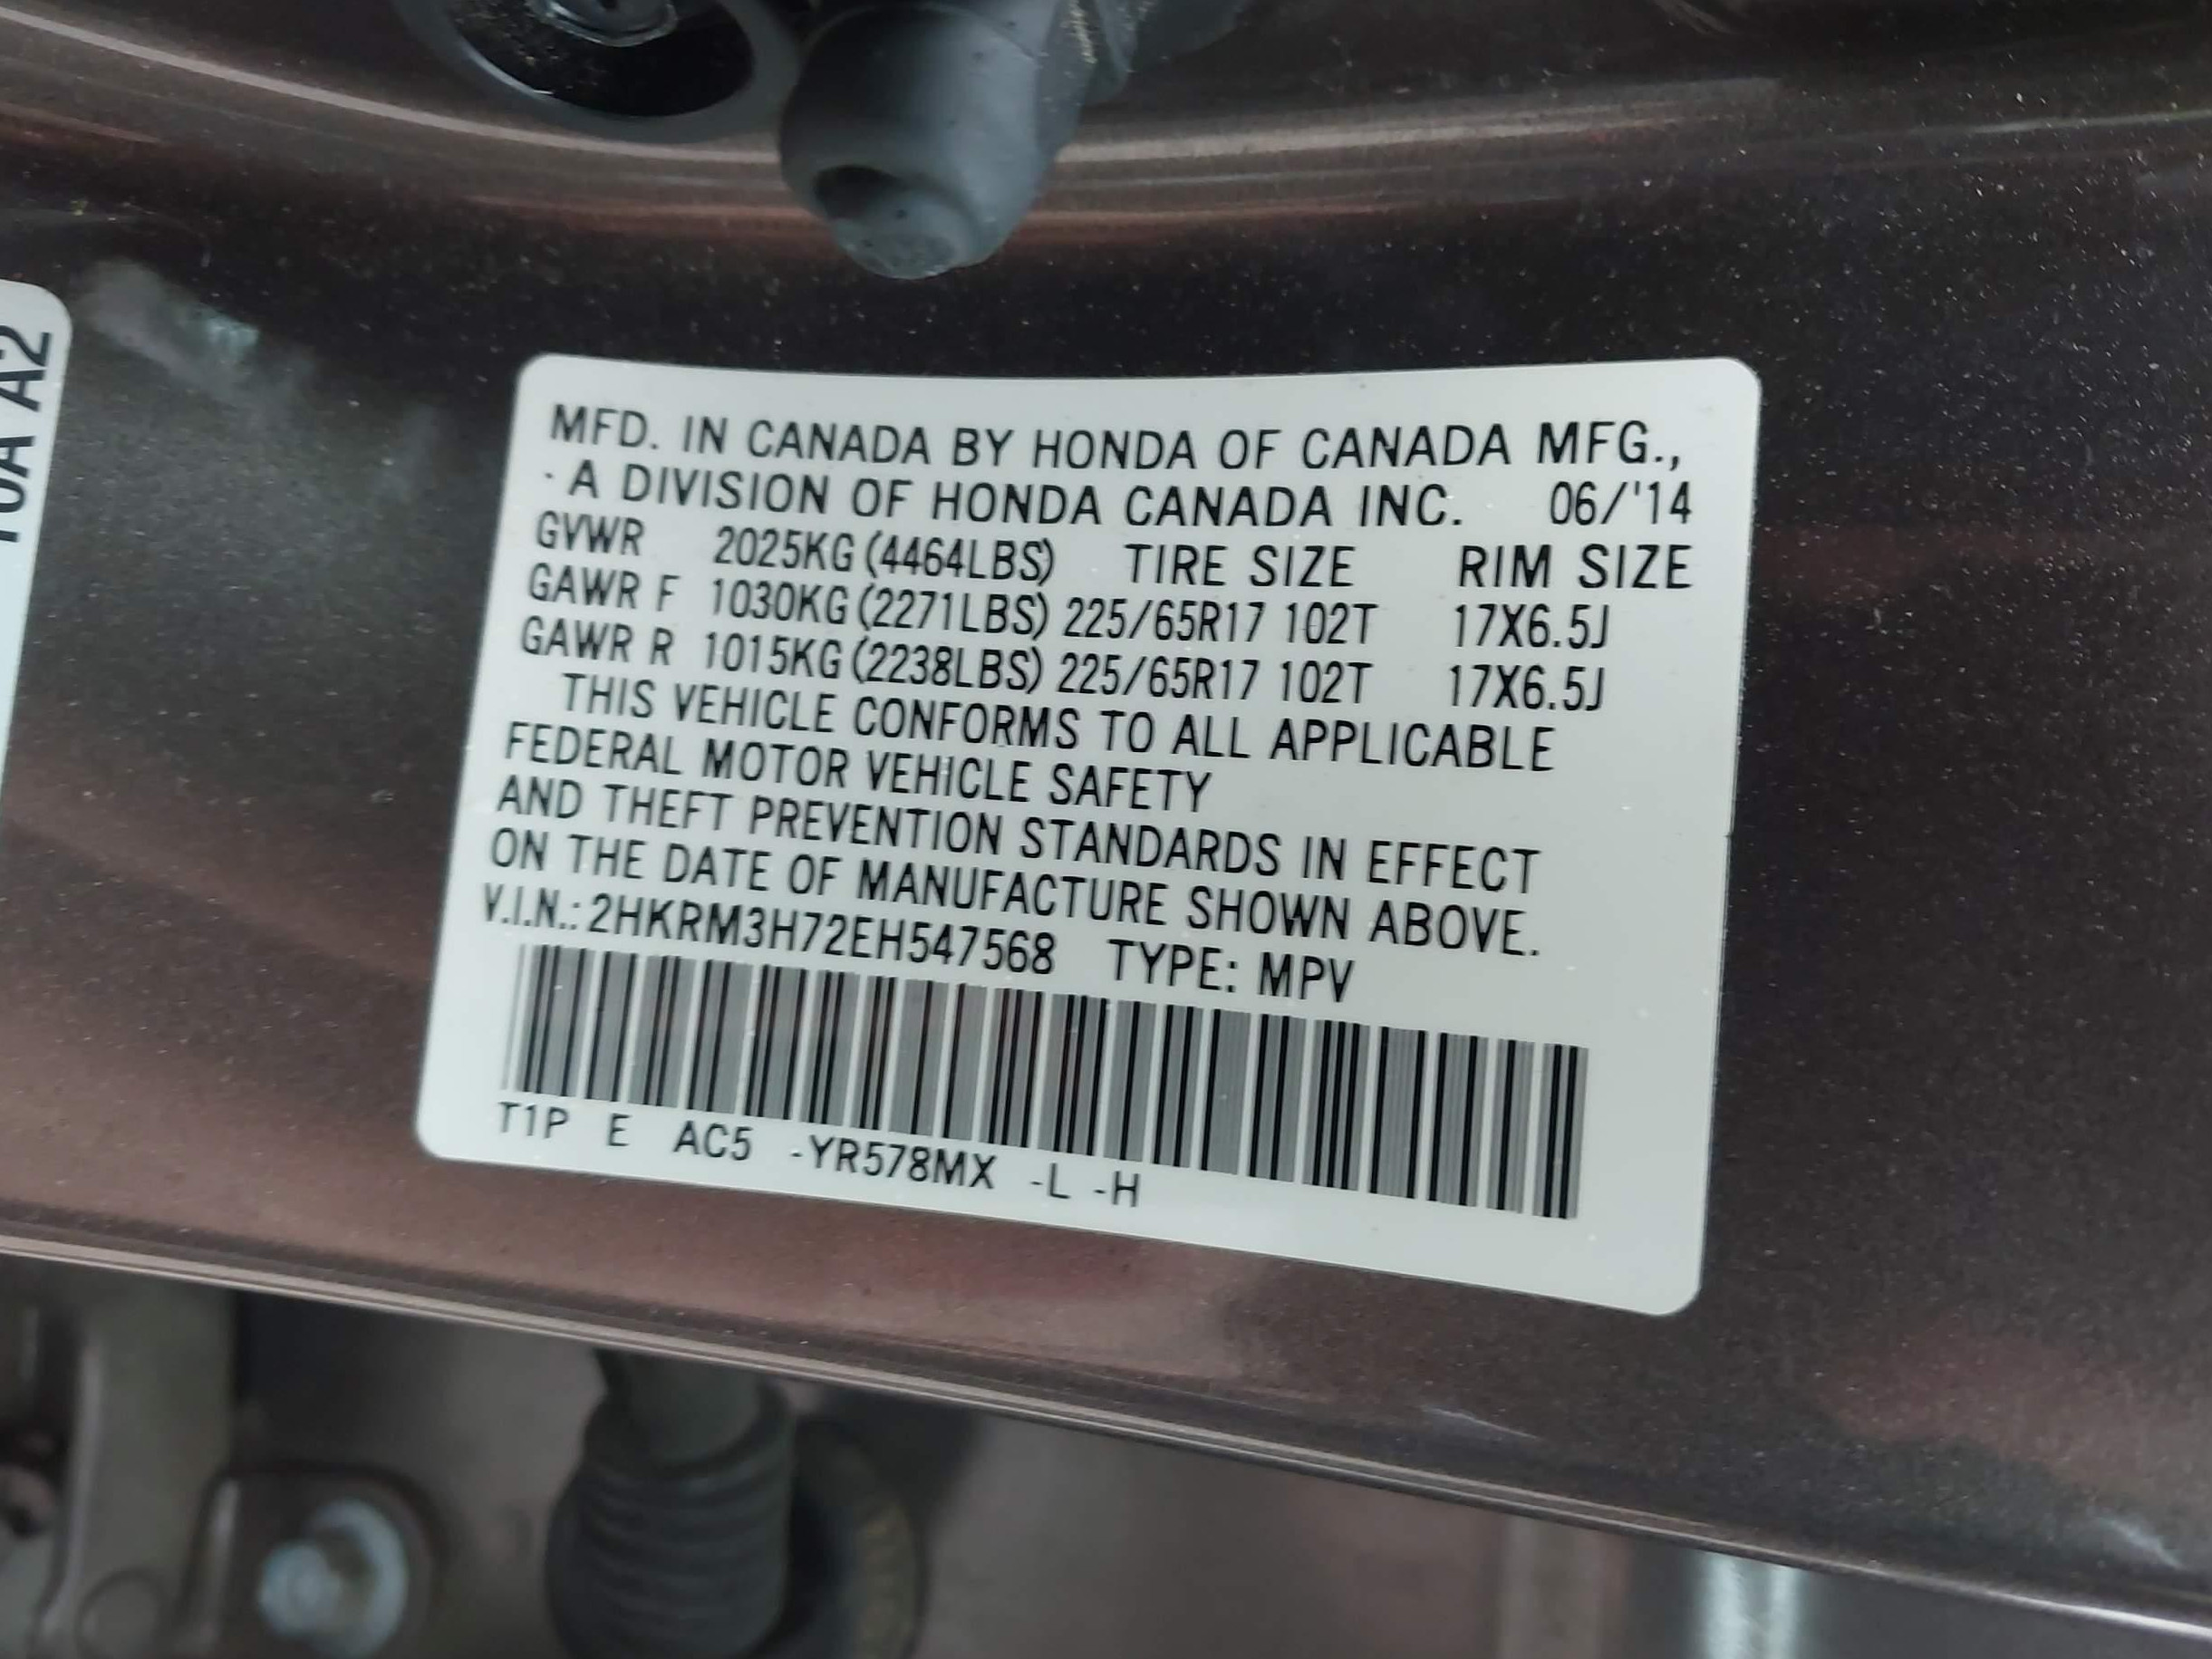 10A A2
MFD. IN CANADA BY HONDA OF CANADA MFG.,
· A DIVISION OF HONDA CANADA INC. 06/'14
GVWR 2025KG (4464LBS) TIRE SIZE RIM SIZE
GAWR F 1030KG (2271LBS) 225/65R17 102T 17X6.5J
GAWR R 1015KG (2238LBS) 225/65R17 102T 17X6.5J
THIS VEHICLE CONFORMS TO ALL APPLICABLE
FEDERAL MOTOR VEHICLE SAFETY
AND THEFT PREVENTION STANDARDS IN EFFECT
ON THE DATE OF MANUFACTURE SHOWN ABOVE.
V.I.N.: 2HKRM3H72EH547568 TYPE: MPV
T1P E AC5 -YR578MX -L -H